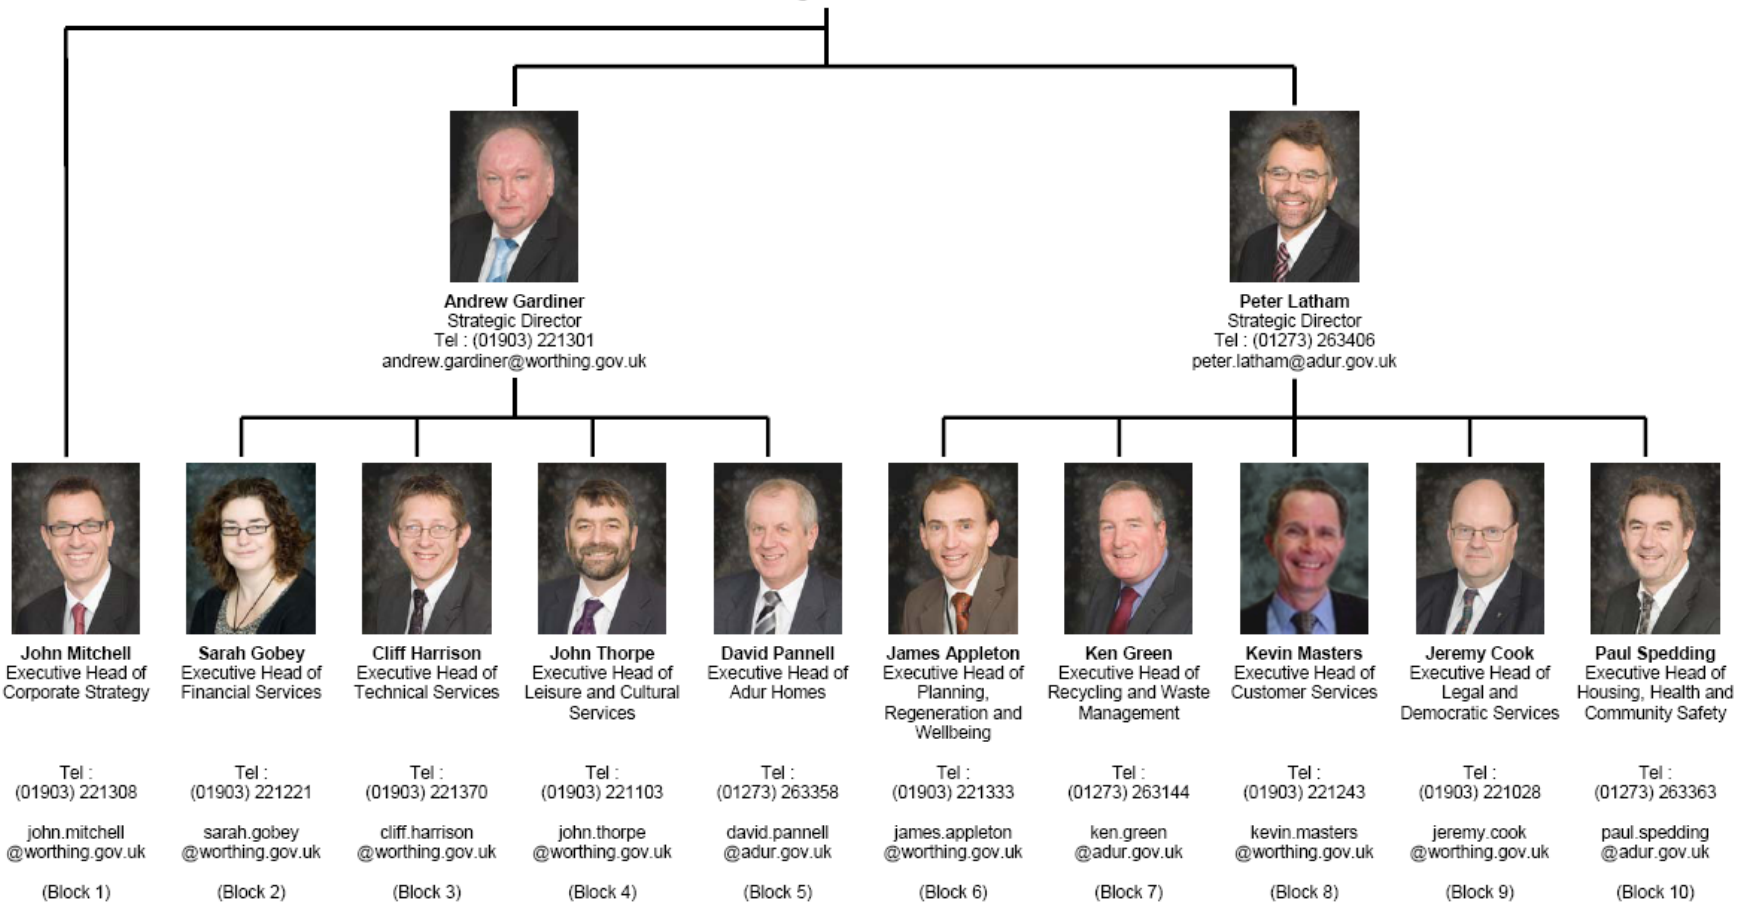 Andrew Gardiner
Strategic Director
Tel : (01903) 221301
andrew.gardiner@worthing.gov.uk
Peter Latham
Strategic Director
Tel : (01273) 263406
peter.latham@adur.gov.uk
John Mitchell
Executive Head of
Corporate Strategy
Tel :
(01903) 221308
john.mitchell
@worthing.gov.uk
(Block 1)
Sarah Gobey
Executive Head of
Financial Services
Tel :
(01903) 221221
sarah.gobey
@worthing.gov.uk
(Block 2)
Cliff Harrison
Executive Head of
Technical Services
Tel :
(01903) 221370
cliff.harrison
@worthing.gov.uk
(Block 3)
John Thorpe
Executive Head of
Leisure and Cultural
Services
Tel :
(01903) 221103
john.thorpe
@worthing.gov.uk
(Block 4)
David Pannell
Executive Head of
Adur Homes
Tel :
(01273) 263358
david.pannell
@adur.gov.uk
(Block 5)
James Appleton
Executive Head of
Planning,
Regeneration and
Wellbeing
Tel :
(01903) 221333
james.appleton
@worthing.gov.uk
(Block 6)
Ken Green
Executive Head of
Recycling and Waste
Management
Tel :
(01273) 263144
ken.green
@adur.gov.uk
(Block 7)
Kevin Masters
Executive Head of
Customer Services
Tel :
(01903) 221243
kevin.masters
@worthing.gov.uk
(Block 8)
Jeremy Cook
Executive Head of
Legal and
Democratic Services
Tel :
(01903) 221028
jeremy.cook
@worthing.gov.uk
(Block 9)
Paul Spedding
Executive Head of
Housing, Health and
Community Safety
Tel :
(01273) 263363
paul.spedding
@adur.gov.uk
(Block 10)